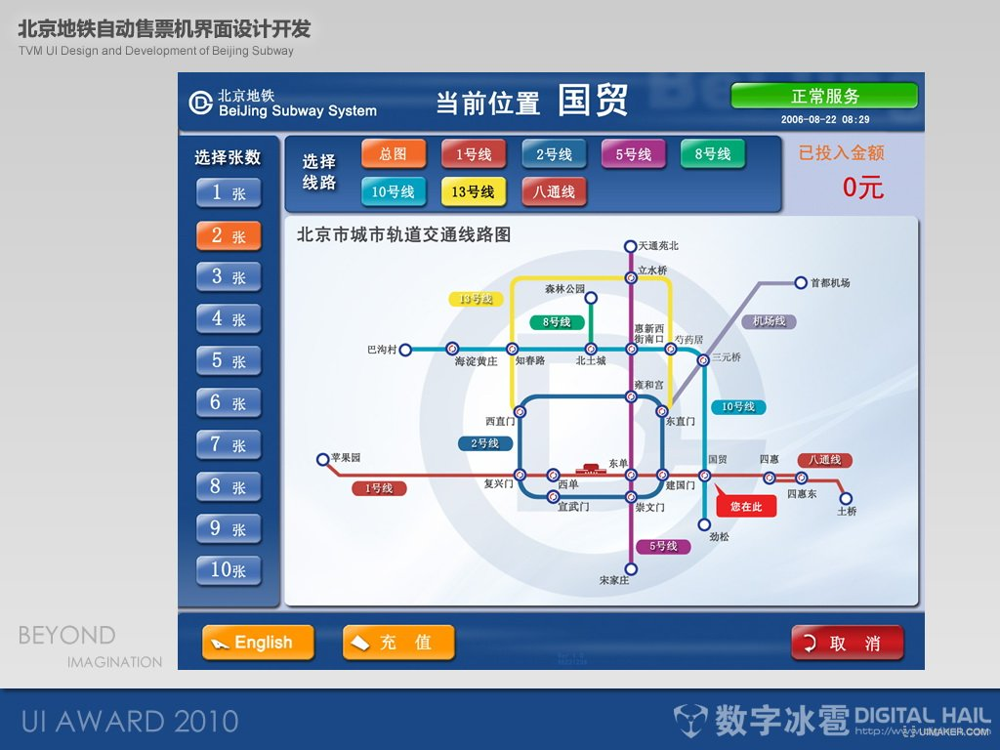 北京地铁自动售票机界面设计开发
TVM UI Design and Development of Beijing Subway
北京地铁
BeiJing Subway System
当前位置 国贸
正常服务
2006-08-22 08:29
选择张数
1 张
2 张
3 张
4 张
5 张
6 张
7 张
8 张
9 张
10张
选择
线路
总图
1号线
2号线
5号线
8号线
10号线
13号线
八通线
已投入金额
0元
北京市城市轨道交通线路图
天通苑北
立水桥
森林公园
首都机场
13号线
8号线
机场线
惠新西
街南口
芍药居
巴沟村
海淀黄庄
知春路
北土城
三元桥
雍和宫
10号线
西直门
东直门
2号线
苹果园
1号线
东单
国贸
四惠
八通线
复兴门
西单
建国门
四惠东
宣武门
崇文门
您在此
土桥
劲松
5号线
宋家庄
English
充 值
取 消
BEYOND
IMAGINATION
UI AWARD 2010
数字冰雹 DIGITAL HAIL
UIMAKER.COM